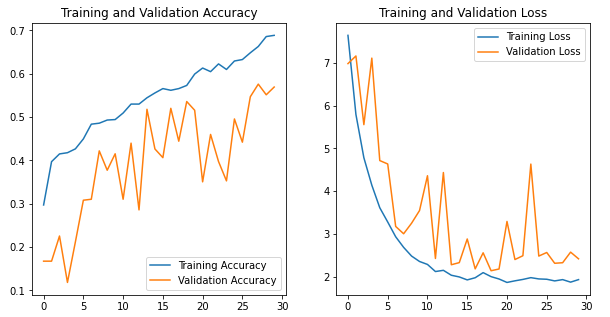 Training and Validation Accuracy
0.7
0.6
0.5
0.4
0.3
0.2
0.1
0 5 10 15 20 25 30
Training Accuracy
Validation Accuracy
Training and Validation Loss
7
6
5
4
3
2
0 5 10 15 20 25 30
Training Loss
Validation Loss